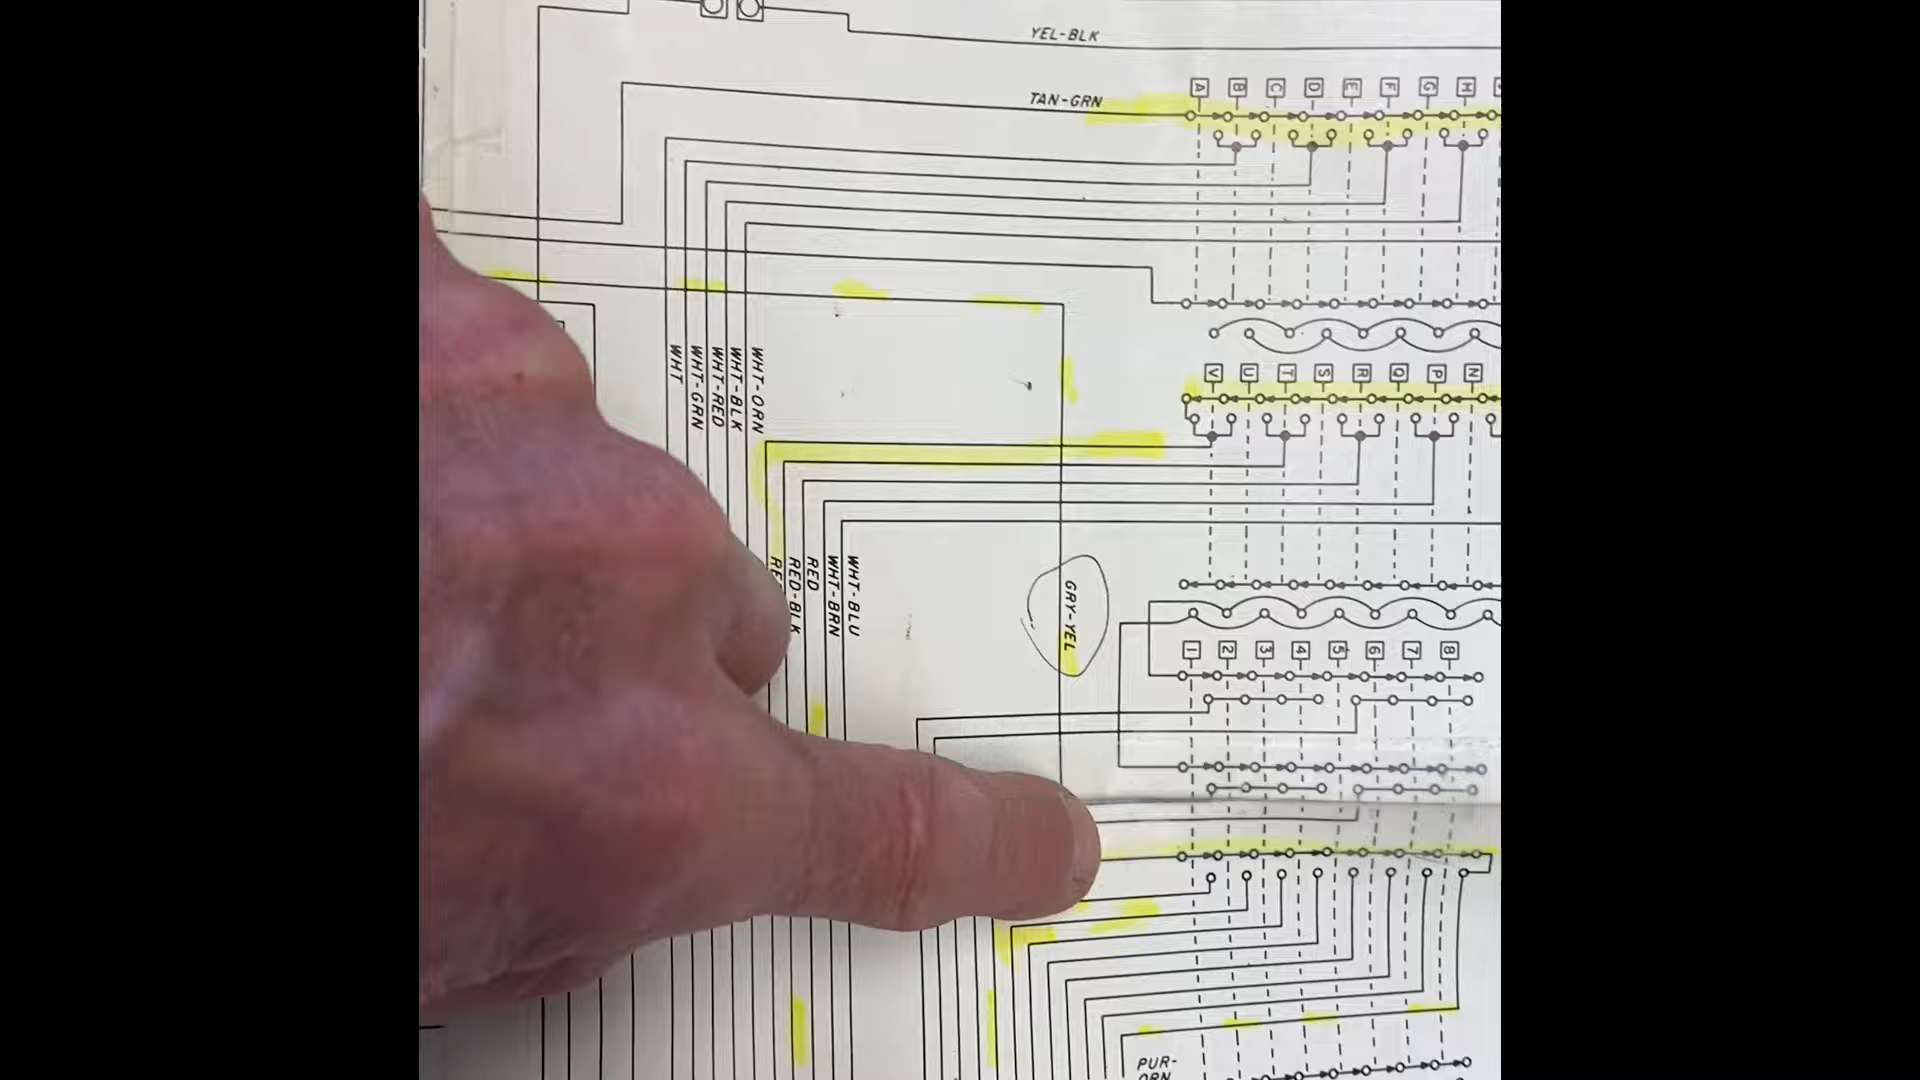 YEL-BLK
TAN-GRN
A B C D E F G H
WHT
WHT-GRN
WHT-RED
WHT-BLK
WHT-ORN
V U T S R Q P N
RED-BLK
RED
WHT-BRN
WHT-BLU
GRY-YEL
1 2 3 4 5 6 7 8
PUR-
ORN